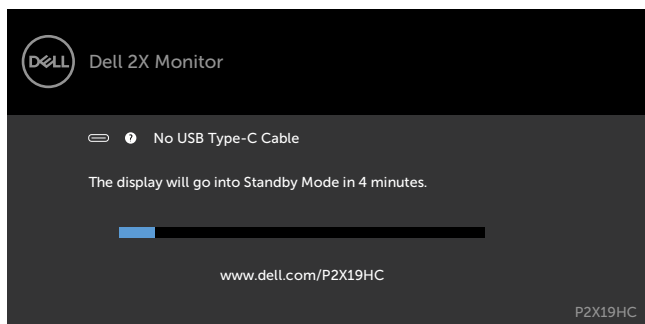 DELL
Dell 2X Monitor
? No USB Type-C Cable
The display will go into Standby Mode in 4 minutes.
www.dell.com/P2X19HC
P2X19HC